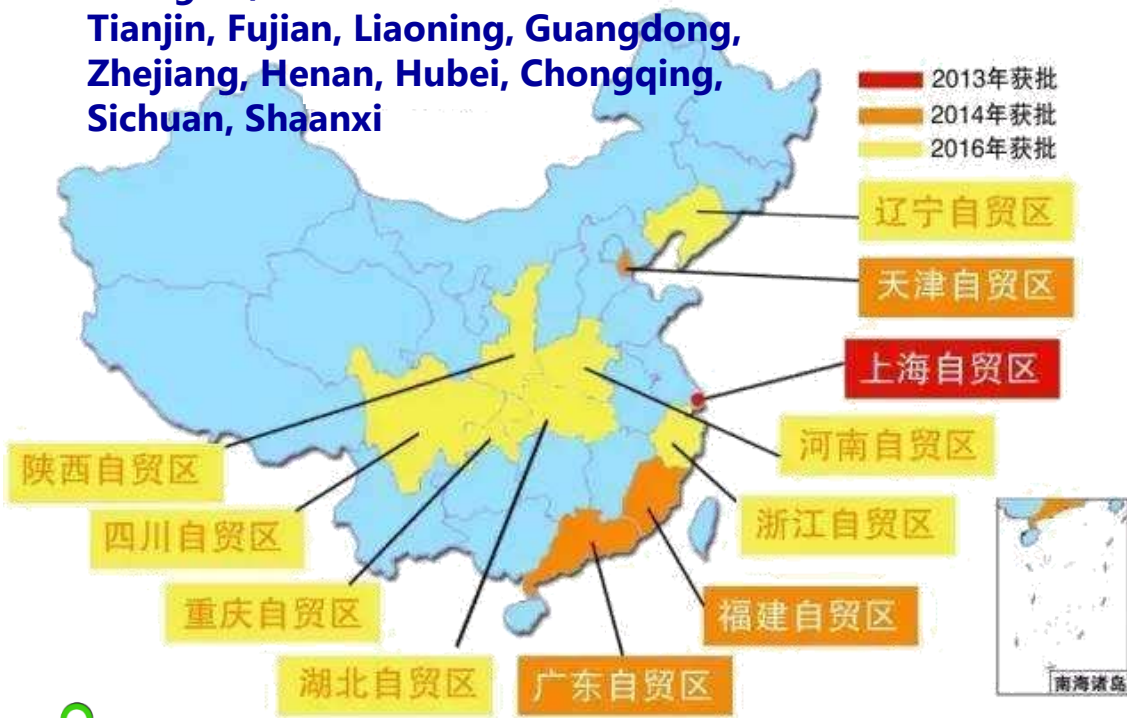 Tianjin, Fujian, Liaoning, Guangdong,
Zhejiang, Henan, Hubei, Chongqing,
Sichuan, Shaanxi
2013年获批
2014年获批
2016年获批
辽宁自贸区
天津自贸区
上海自贸区
河南自贸区
陕西自贸区
浙江自贸区
四川自贸区
重庆自贸区
福建自贸区
湖北自贸区
广东自贸区
南海诸岛